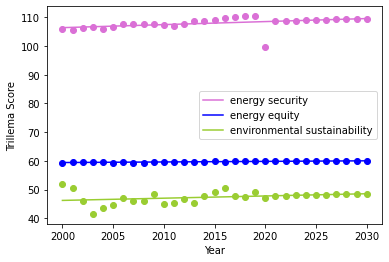 110
100
90
80
70
60
50
40
Trillema Score
energy security
energy equity
environmental sustainability
2000 2005 2010 2015 2020 2025 2030
Year